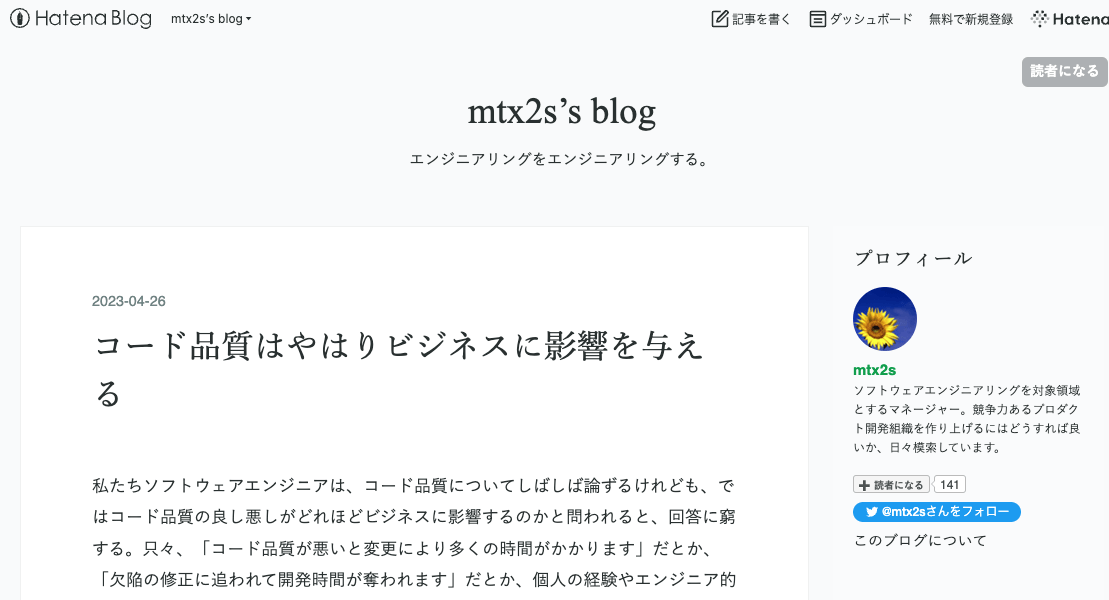 Hatena Blog
mtx2s's blog
記事を書く
ダッシュボード
無料で新規登録
Hatena
読者になる
mtx2s’s blog
エンジニアリングをエンジニアリングする。
2023-04-26
コード品質はやはりビジネスに影響を与え
る
私たちソフトウェアエンジニアは、コード品質についてしばしば論ずるけれども、で
はコード品質の良し悪しがどれほどビジネスに影響するのかと問われると、回答に窮
する。只々、「コード品質が悪いと変更により多くの時間がかかります」だとか、
「欠陥の修正に追われて開発時間が奪われます」だとか、個人の経験やエンジニア的
プロフィール
mtx2s
ソフトウェアエンジニアリングを対象領域
とするマネージャー。競争力あるプロダク
ト開発組織を作り上げるにはどうすれば良
いか、日々模索しています。
読者になる 141
@mtx2sさんをフォロー
このブログについて